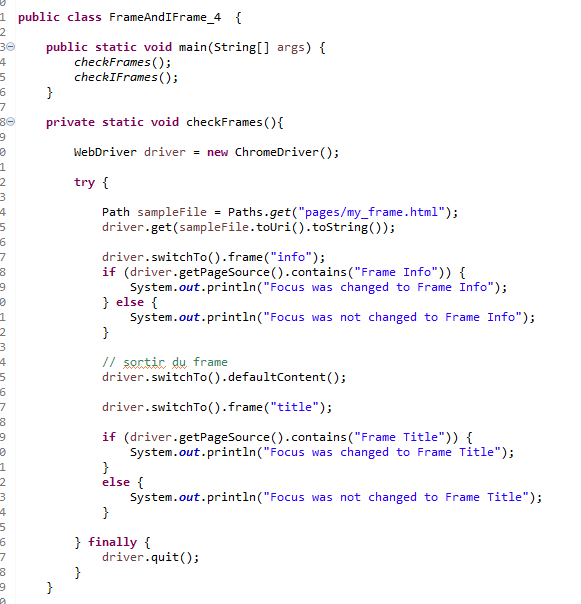 public class FrameAndIFrame_4  {
1
2
3    public static void main(String[] args) {
4        checkFrames();
5        checkIFrames();
6    }
7
8    private static void checkFrames(){
9
0        WebDriver driver = new ChromeDriver();
1
2        try {
3
4            Path sampleFile = Paths.get("pages/my_frame.html");
5            driver.get(sampleFile.toUri().toString());
6
7            driver.switchTo().frame("info");
8            if (driver.getPageSource().contains("Frame Info")) {
9                System.out.println("Focus was changed to Frame Info");
0            } else {
1                System.out.println("Focus was not changed to Frame Info");
2            }
3
4            // sortir du frame
5            driver.switchTo().defaultContent();
6
7            driver.switchTo().frame("title");
8
9            if (driver.getPageSource().contains("Frame Title")) {
0                System.out.println("Focus was changed to Frame Title");
1            }
2            else {
3                System.out.println("Focus was not changed to Frame Title");
4            }
5
6        } finally {
7            driver.quit();
8        }
9    }